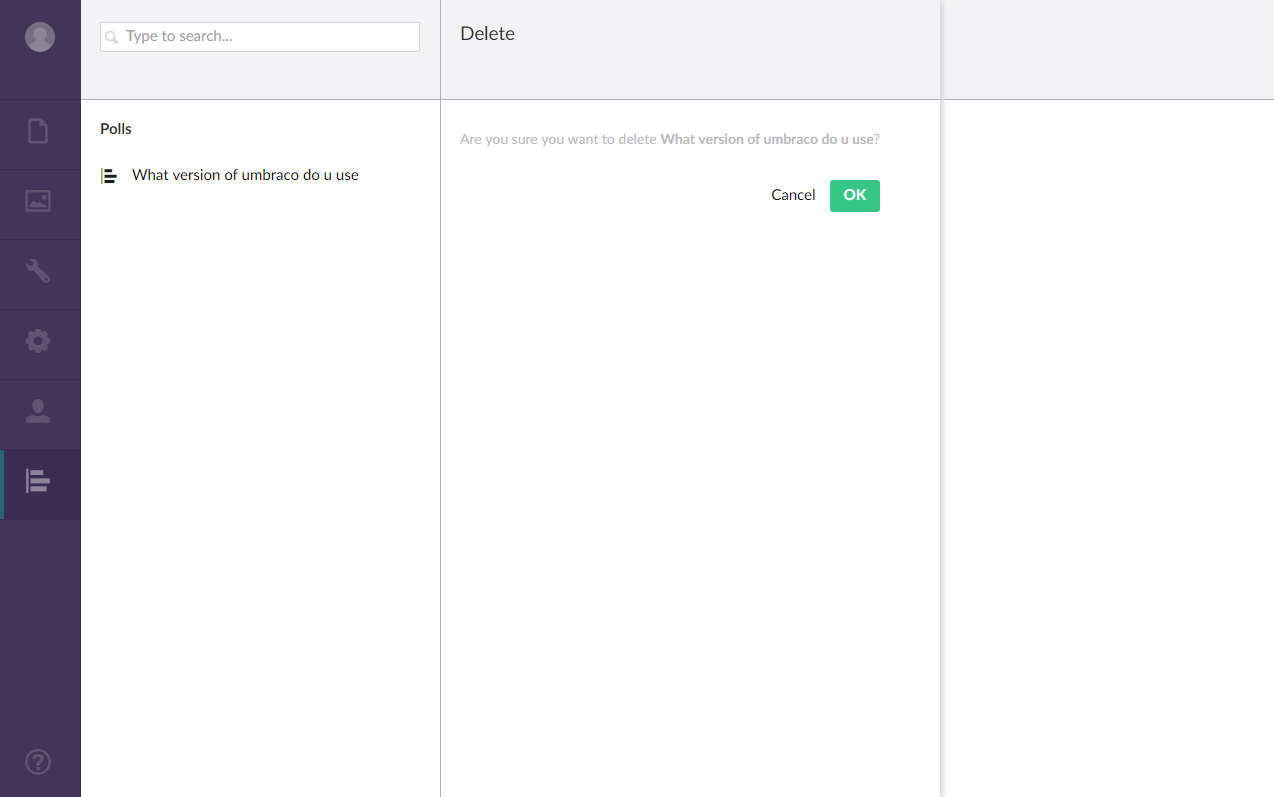 Type to search...
Delete
Polls
Are you sure you want to delete What version of umbraco do u use?
What version of umbraco do u use
Cancel OK
?